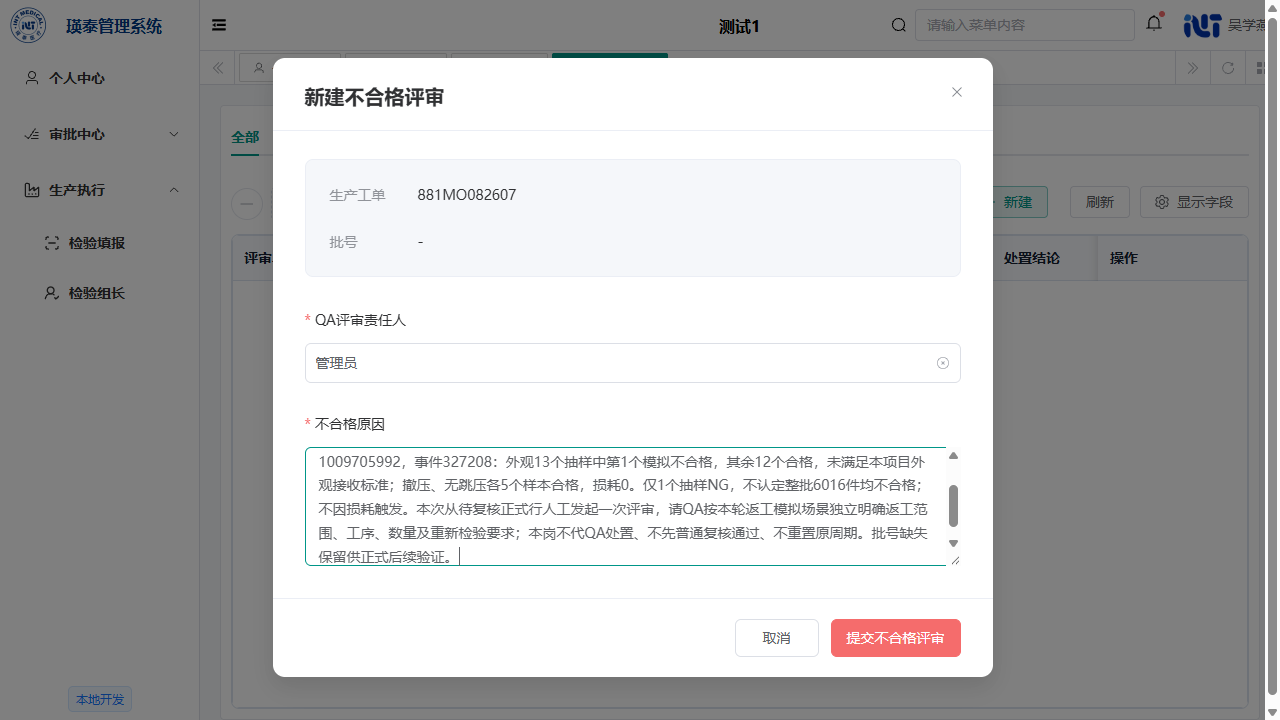 瑛泰管理系统
测试1
请输入菜单内容
吴学燕
个人中心
审批中心
生产执行
检验填报
检验组长
本地开发
全部
新建
刷新
显示字段
评审
处置结论
操作
新建不合格评审
生产工单
881MO082607
批号
-
* QA评审责任人
管理员
* 不合格原因
1009705992，事件327208：外观13个抽样中第1个模拟不合格，其余12个合格，未满足本项目外
观接收标准；撤压、无跳压各5个样本合格，损耗0。仅1个抽样NG，不认定整批6016件均不合格；
不因损耗触发。本次从待复核正式行人工发起一次评审，请QA按本轮返工模拟场景独立明确返工范
围、工序、数量及重新检验要求；本岗不代QA处置、不先普通复核通过、不重置原周期。批号缺失
保留供正式后续验证。
取消
提交不合格评审